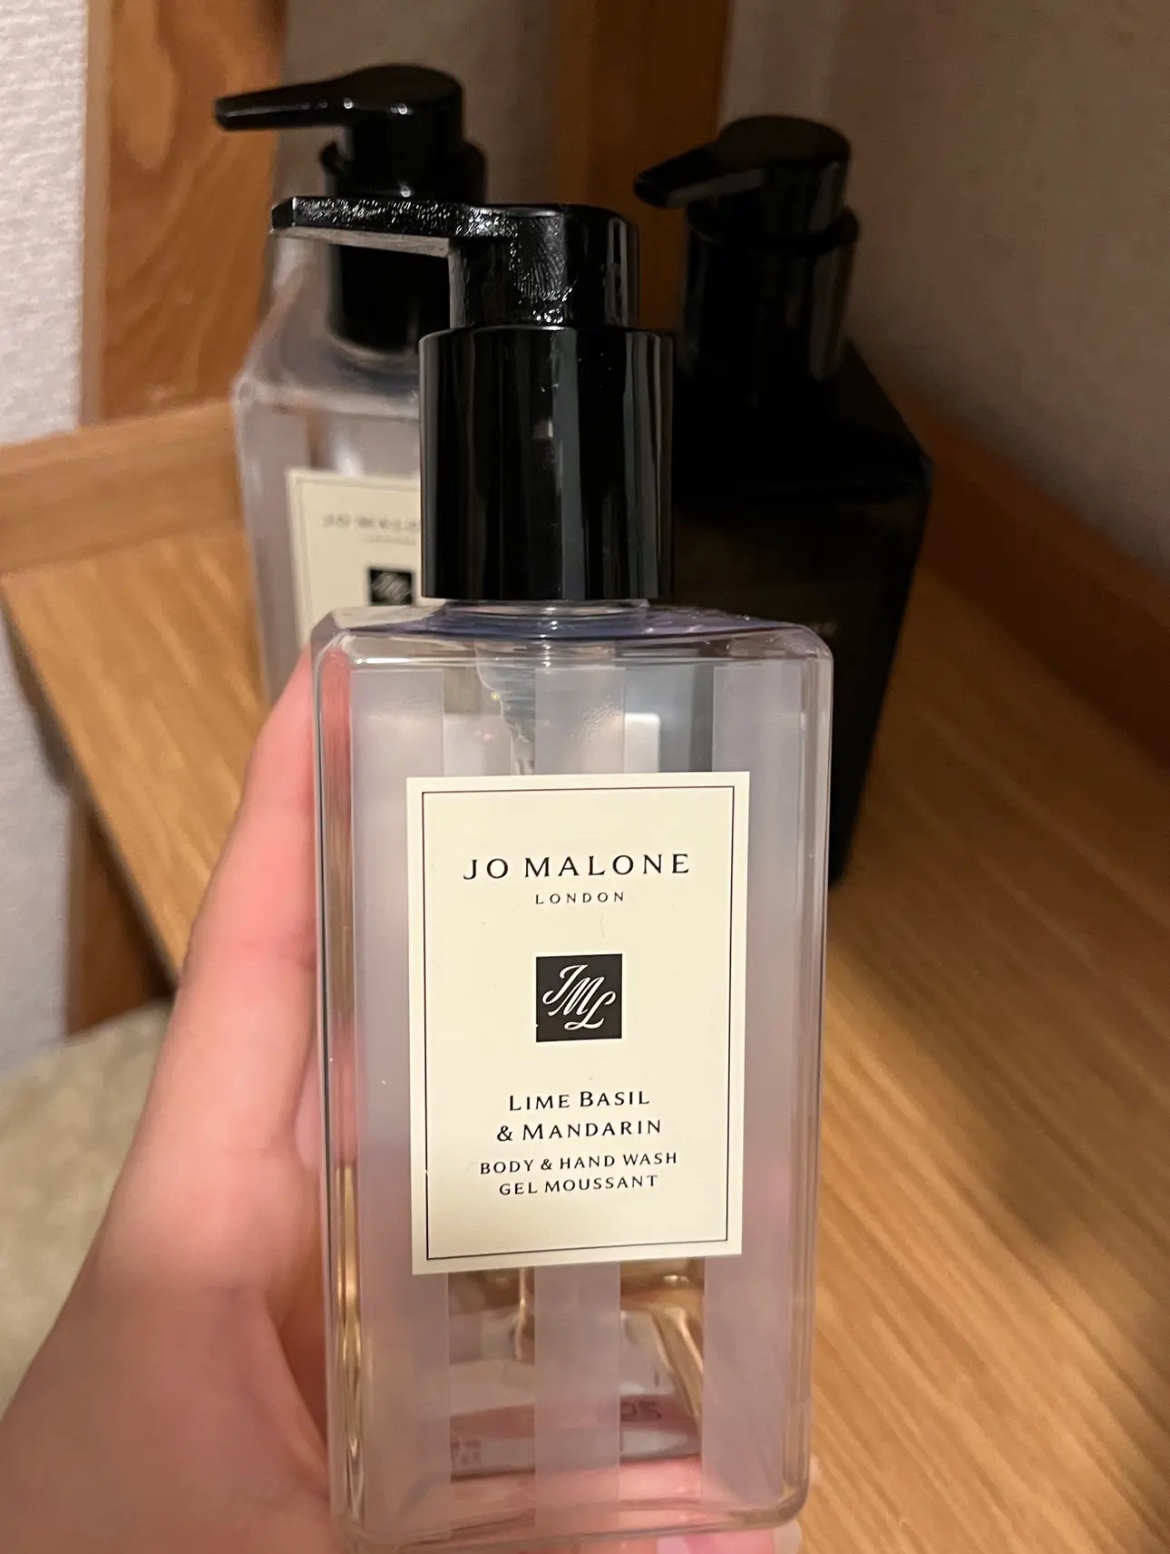 JO MALONE
LONDON
JML
LIME BASIL
& MANDARIN
BODY & HAND WASH
GEL MOUSSANT